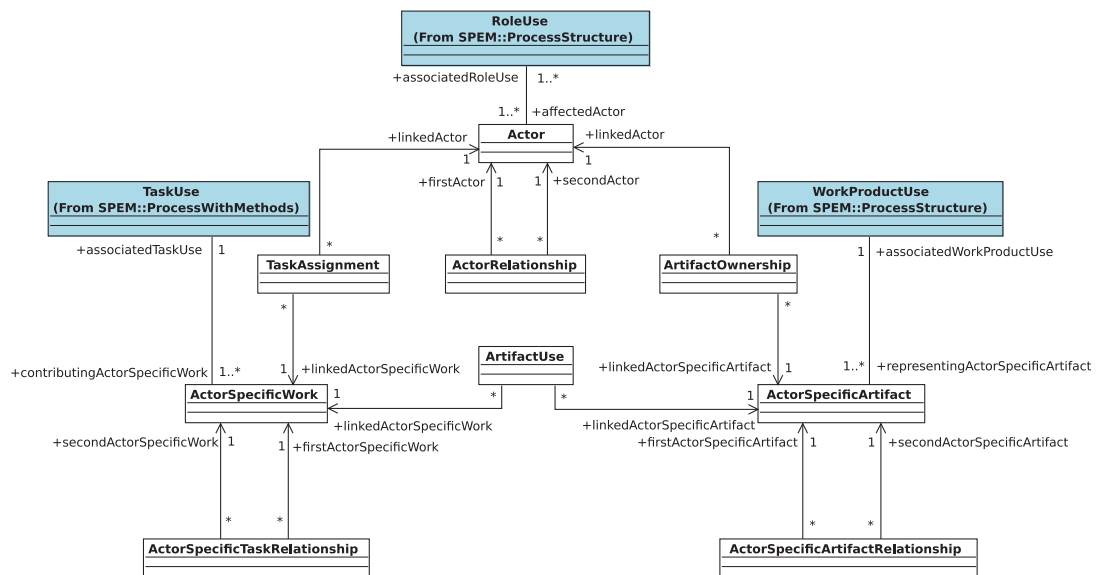 RoleUse
(From SPEM::ProcessStructure)
+associatedRoleUse
1..*
1..*
+affectedActor
+linkedActor
Actor
+linkedActor
1
1
+firstActor
1
1
+secondActor
TaskUse
(From SPEM::ProcessWithMethods)
WorkProductUse
(From SPEM::ProcessStructure)
+associatedTaskUse
1
*
*
*
*
1
+associatedWorkProductUse
TaskAssignment
ActorRelationship
ArtifactOwnership
*
*
+contributingActorSpecificWork
1..*
1
+linkedActorSpecificWork
ArtifactUse
+linkedActorSpecificArtifact
1
1..*
+representingActorSpecificArtifact
ActorSpecificWork
1
*
*
1
ActorSpecificArtifact
+linkedActorSpecificWork
+linkedActorSpecificArtifact
+secondActorSpecificWork
1
1
+firstActorSpecificWork
+firstActorSpecificArtifact
1
1
+secondActorSpecificArtifact
*
*
*
*
ActorSpecificTaskRelationship
ActorSpecificArtifactRelationship